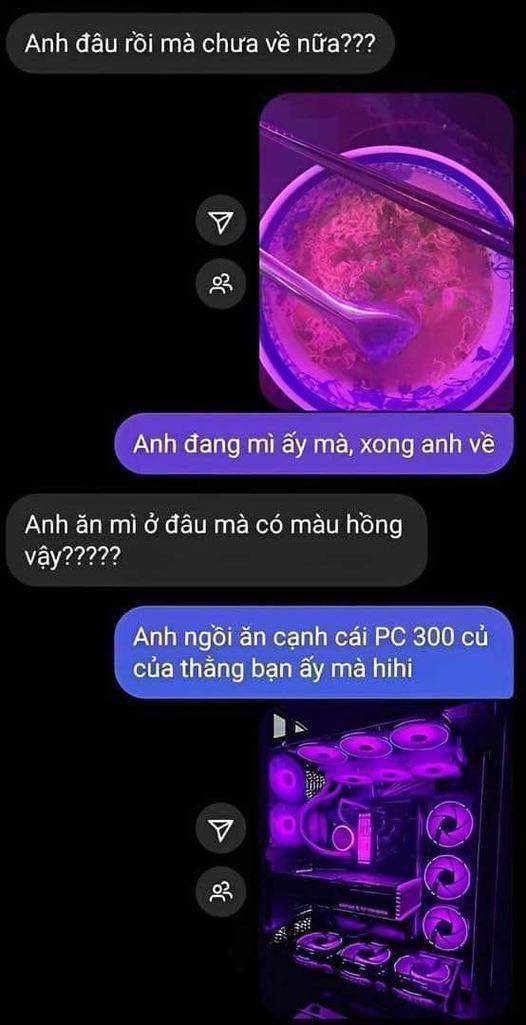 Anh đâu rồi mà chưa về nữa???
Anh đang mì ấy mà, xong anh về
Anh ăn mì ở đâu mà có màu hồng
vậy?????
Anh ngồi ăn cạnh cái PC 300 củ
của thằng bạn ấy mà hihi